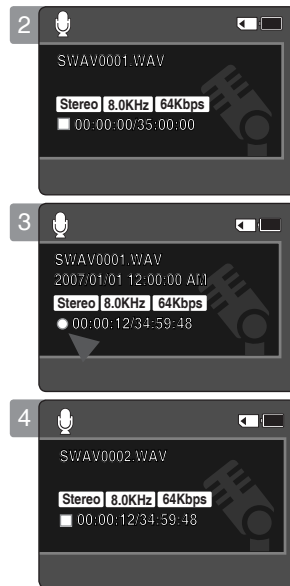 2
SWAV0001.WAV
Stereo 8.0KHz 64Kbps
00:00:00/35:00:00
3
SWAV0001.WAV
2007/01/01 12:00:00 AM
Stereo 8.0KHz 64Kbps
00:00:12/34:59:48
4
SWAV0002.WAV
Stereo 8.0KHz 64Kbps
00:00:12/34:59:48